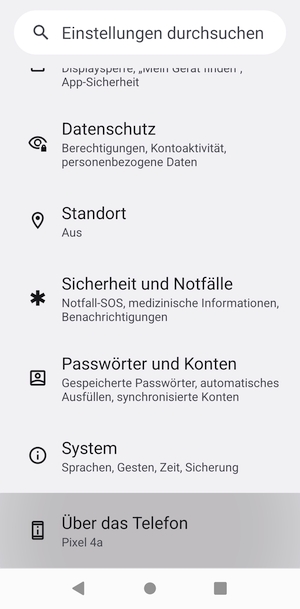 Einstellungen durchsuchen
Displaysperre, „Mein Gerät finden“,
App-Sicherheit
Datenschutz
Berechtigungen, Kontoaktivität,
personenbezogene Daten
Standort
Aus
Sicherheit und Notfälle
Notfall-SOS, medizinische Informationen,
Benachrichtigungen
Passwörter und Konten
Gespeicherte Passwörter, automatisches
Ausfüllen, synchronisierte Konten
System
Sprachen, Gesten, Zeit, Sicherung
Über das Telefon
Pixel 4a